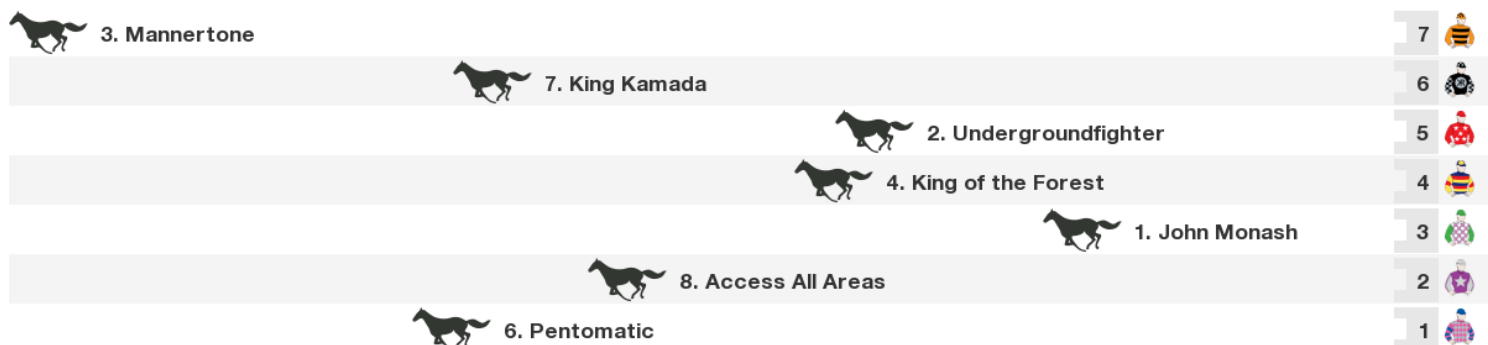 3. Mannertone 7
7. King Kamada 6
2. Undergroundfighter 5
4. King of the Forest 4
1. John Monash 3
8. Access All Areas 2
6. Pentomatic 1